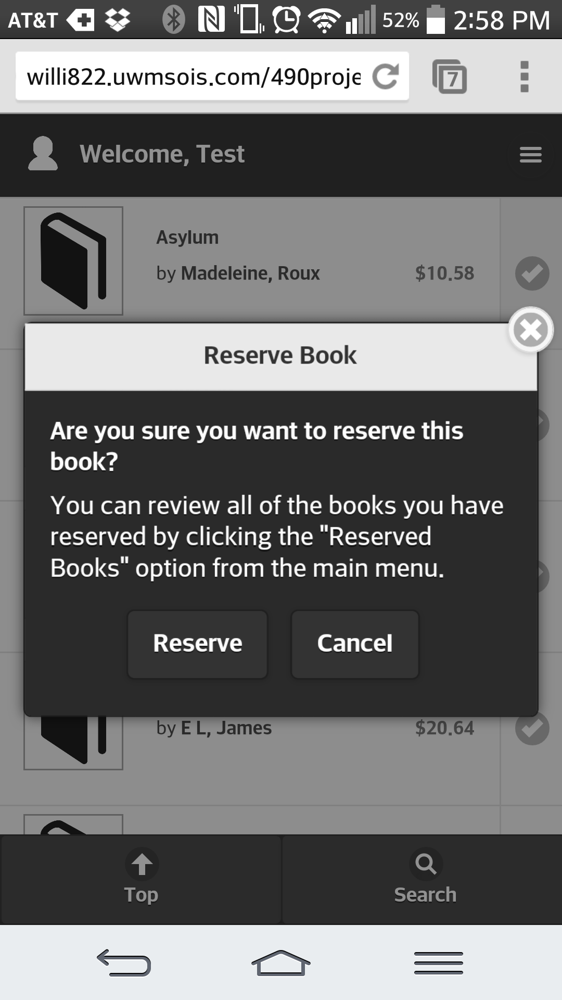 AT&T 52% 2:58 PM
willi822.uwmsois.com/490proje 7
Welcome, Test
Asylum
by Madeleine, Roux $10.58
Reserve Book
Are you sure you want to reserve this
book?
You can review all of the books you have
reserved by clicking the "Reserved
Books" option from the main menu.
Reserve Cancel
by E L, James $20.64
Top Search